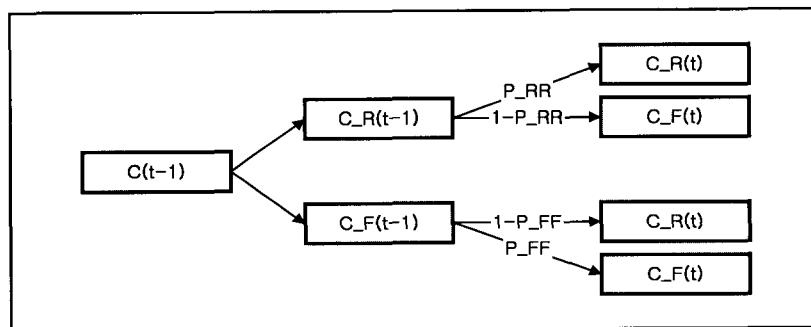 C_R(t)
P_RR
C_R(t-1)
1-P_RR
C_F(t)
C(t-1)
C_F(t-1)
1-P_FF
C_R(t)
P_FF
C_F(t)